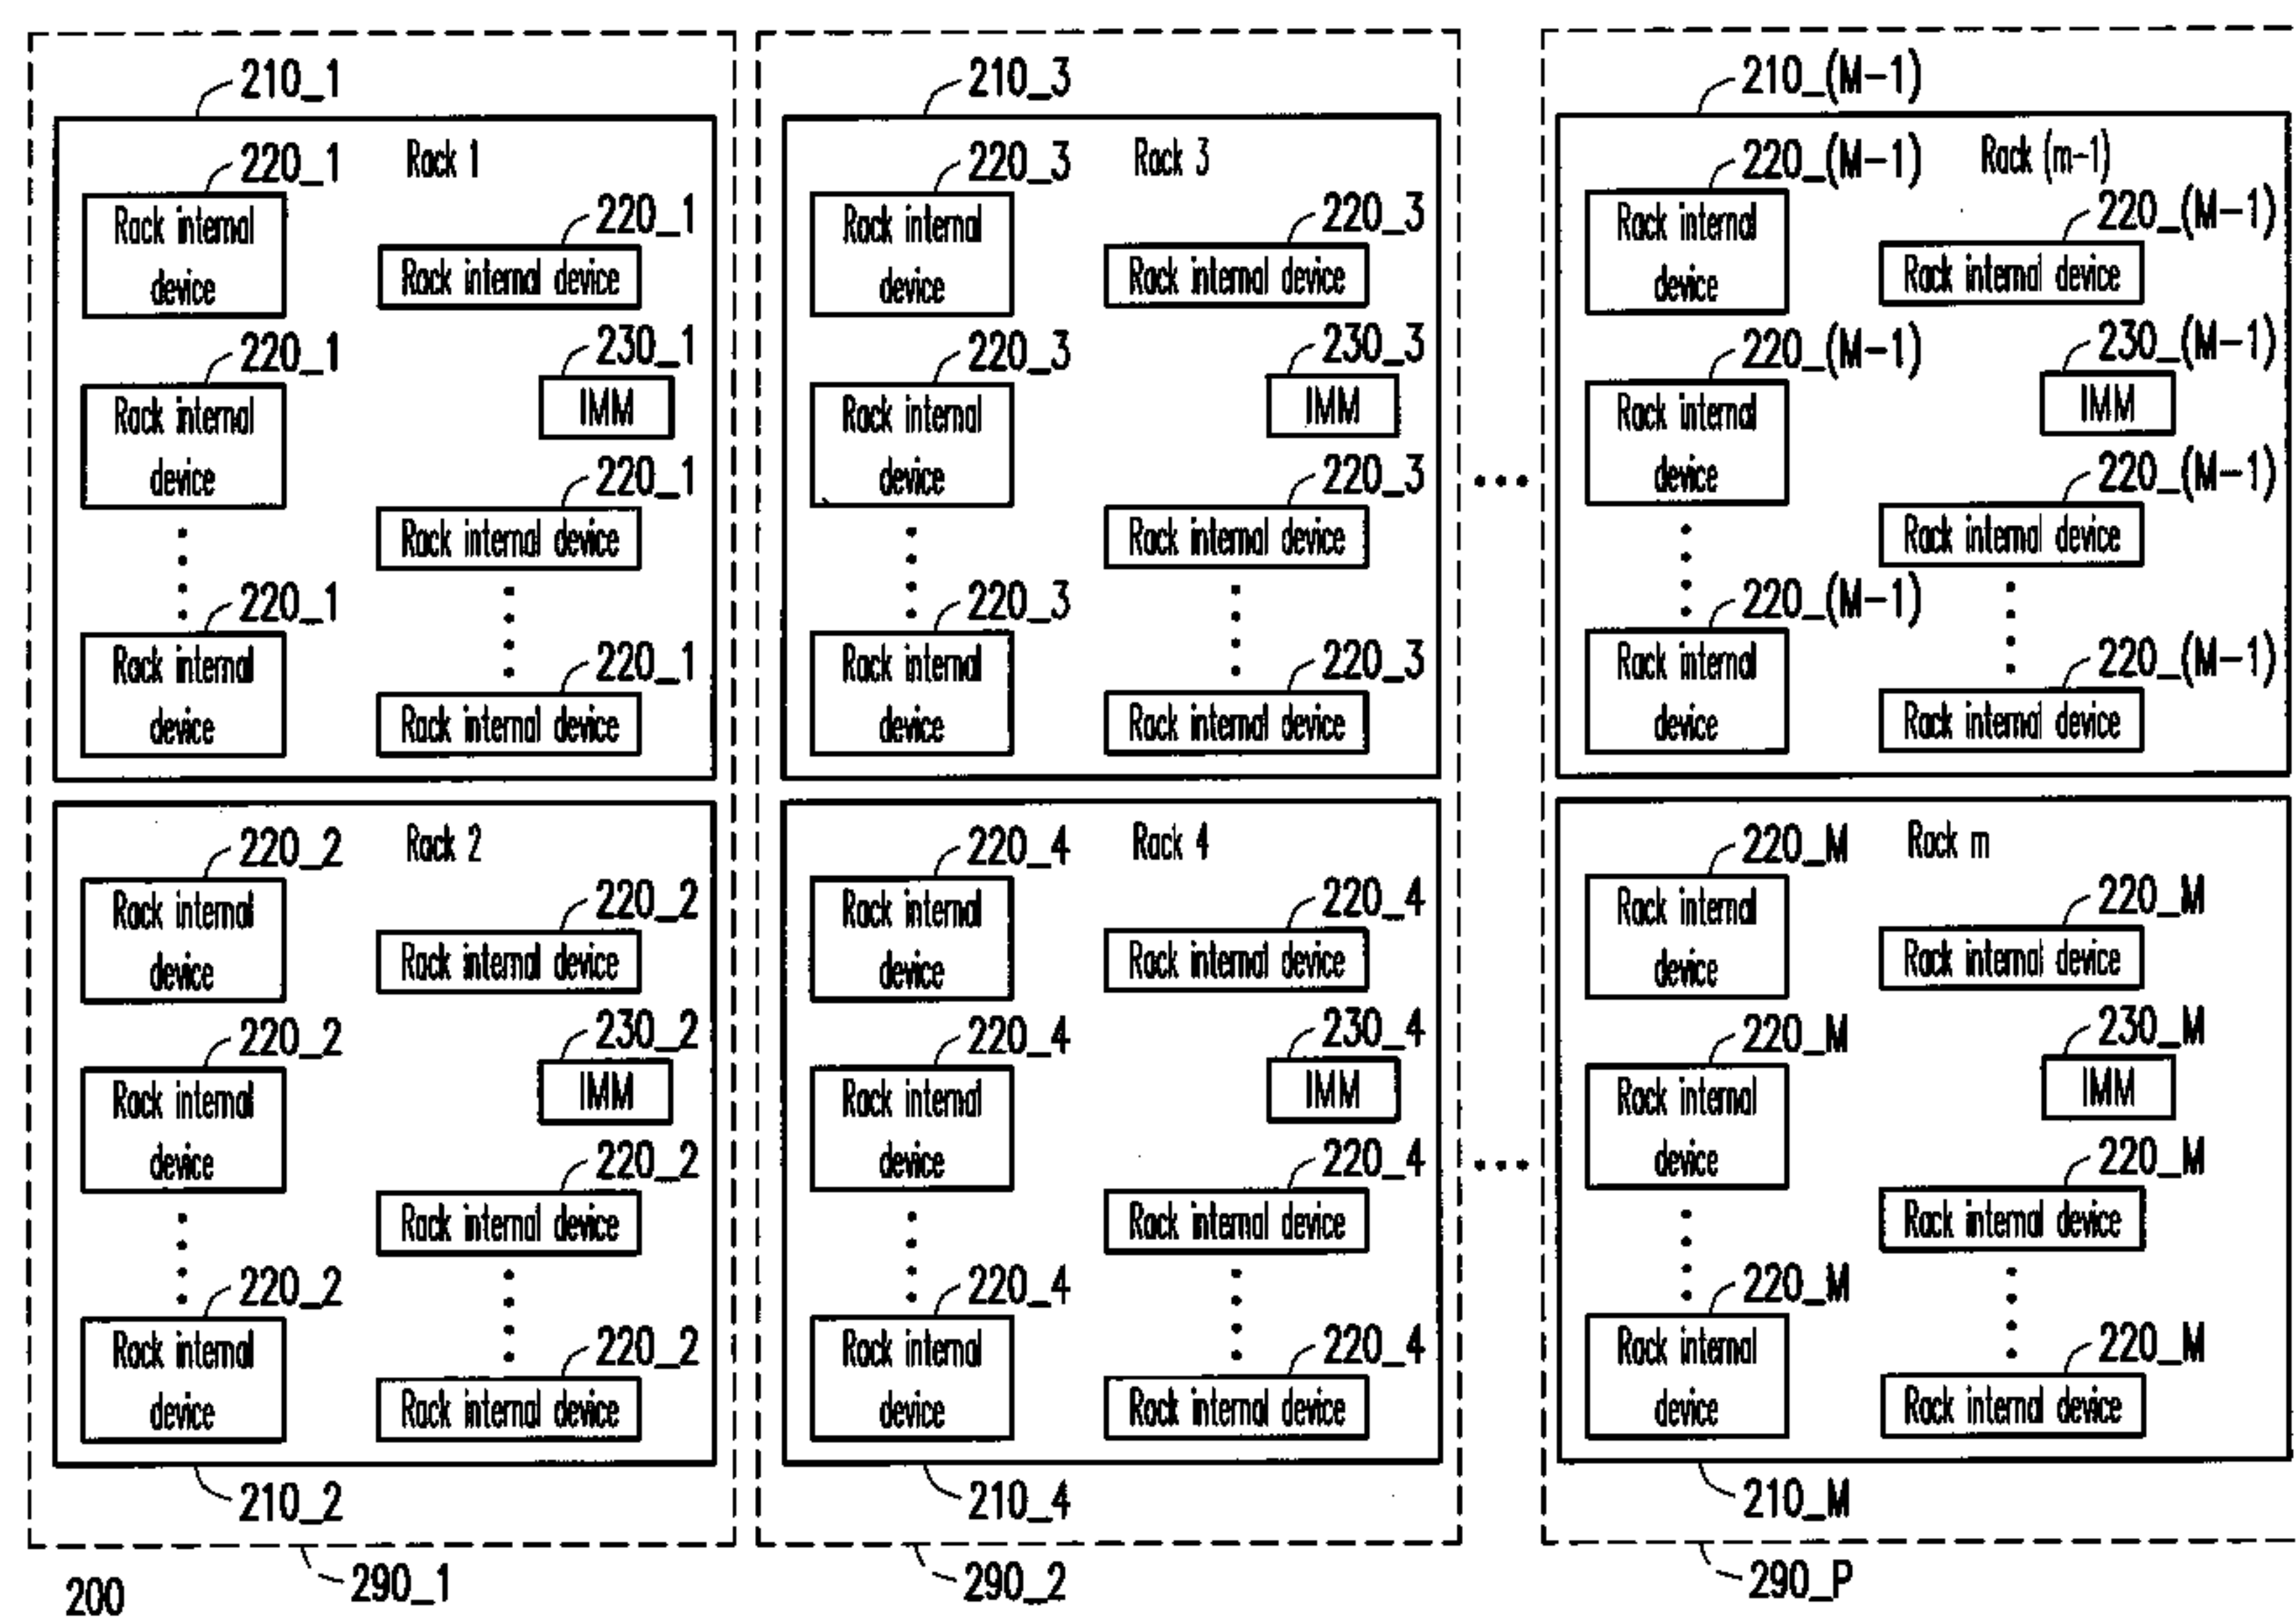 210_1
Rack 1
220_1
Rack internal
device
220_1
Rack internal device
220_1
Rack internal
device
230_1
IMM
220_1
Rack internal device
220_1
Rack internal
device
220_1
Rack internal device
220_2
Rack 2
Rack internal
device
220_2
Rack internal device
220_2
Rack internal
device
230_2
IMM
220_2
Rack internal device
220_2
Rack internal
device
220_2
Rack internal device
210_2
290_1
210_3
Rack 3
220_3
Rack internal
device
220_3
Rack internal device
220_3
Rack internal
device
230_3
IMM
220_3
Rack internal device
220_3
Rack internal
device
220_3
Rack internal device
220_4
Rack 4
Rack internal
device
220_4
Rack internal device
220_4
Rack internal
device
230_4
IMM
220_4
Rack internal device
220_4
Rack internal
device
220_4
Rack internal device
210_4
290_2
210_(M-1)
Rack (m-1)
220_(M-1)
Rack internal
device
220_(M-1)
Rack internal device
220_(M-1)
Rack internal
device
230_(M-1)
IMM
220_(M-1)
Rack internal device
220_(M-1)
Rack internal
device
220_(M-1)
Rack internal device
220_M
Rack m
Rack internal
device
220_M
Rack internal device
220_M
Rack internal
device
230_M
IMM
220_M
Rack internal device
220_M
Rack internal
device
220_M
Rack internal device
210_M
290_P
200